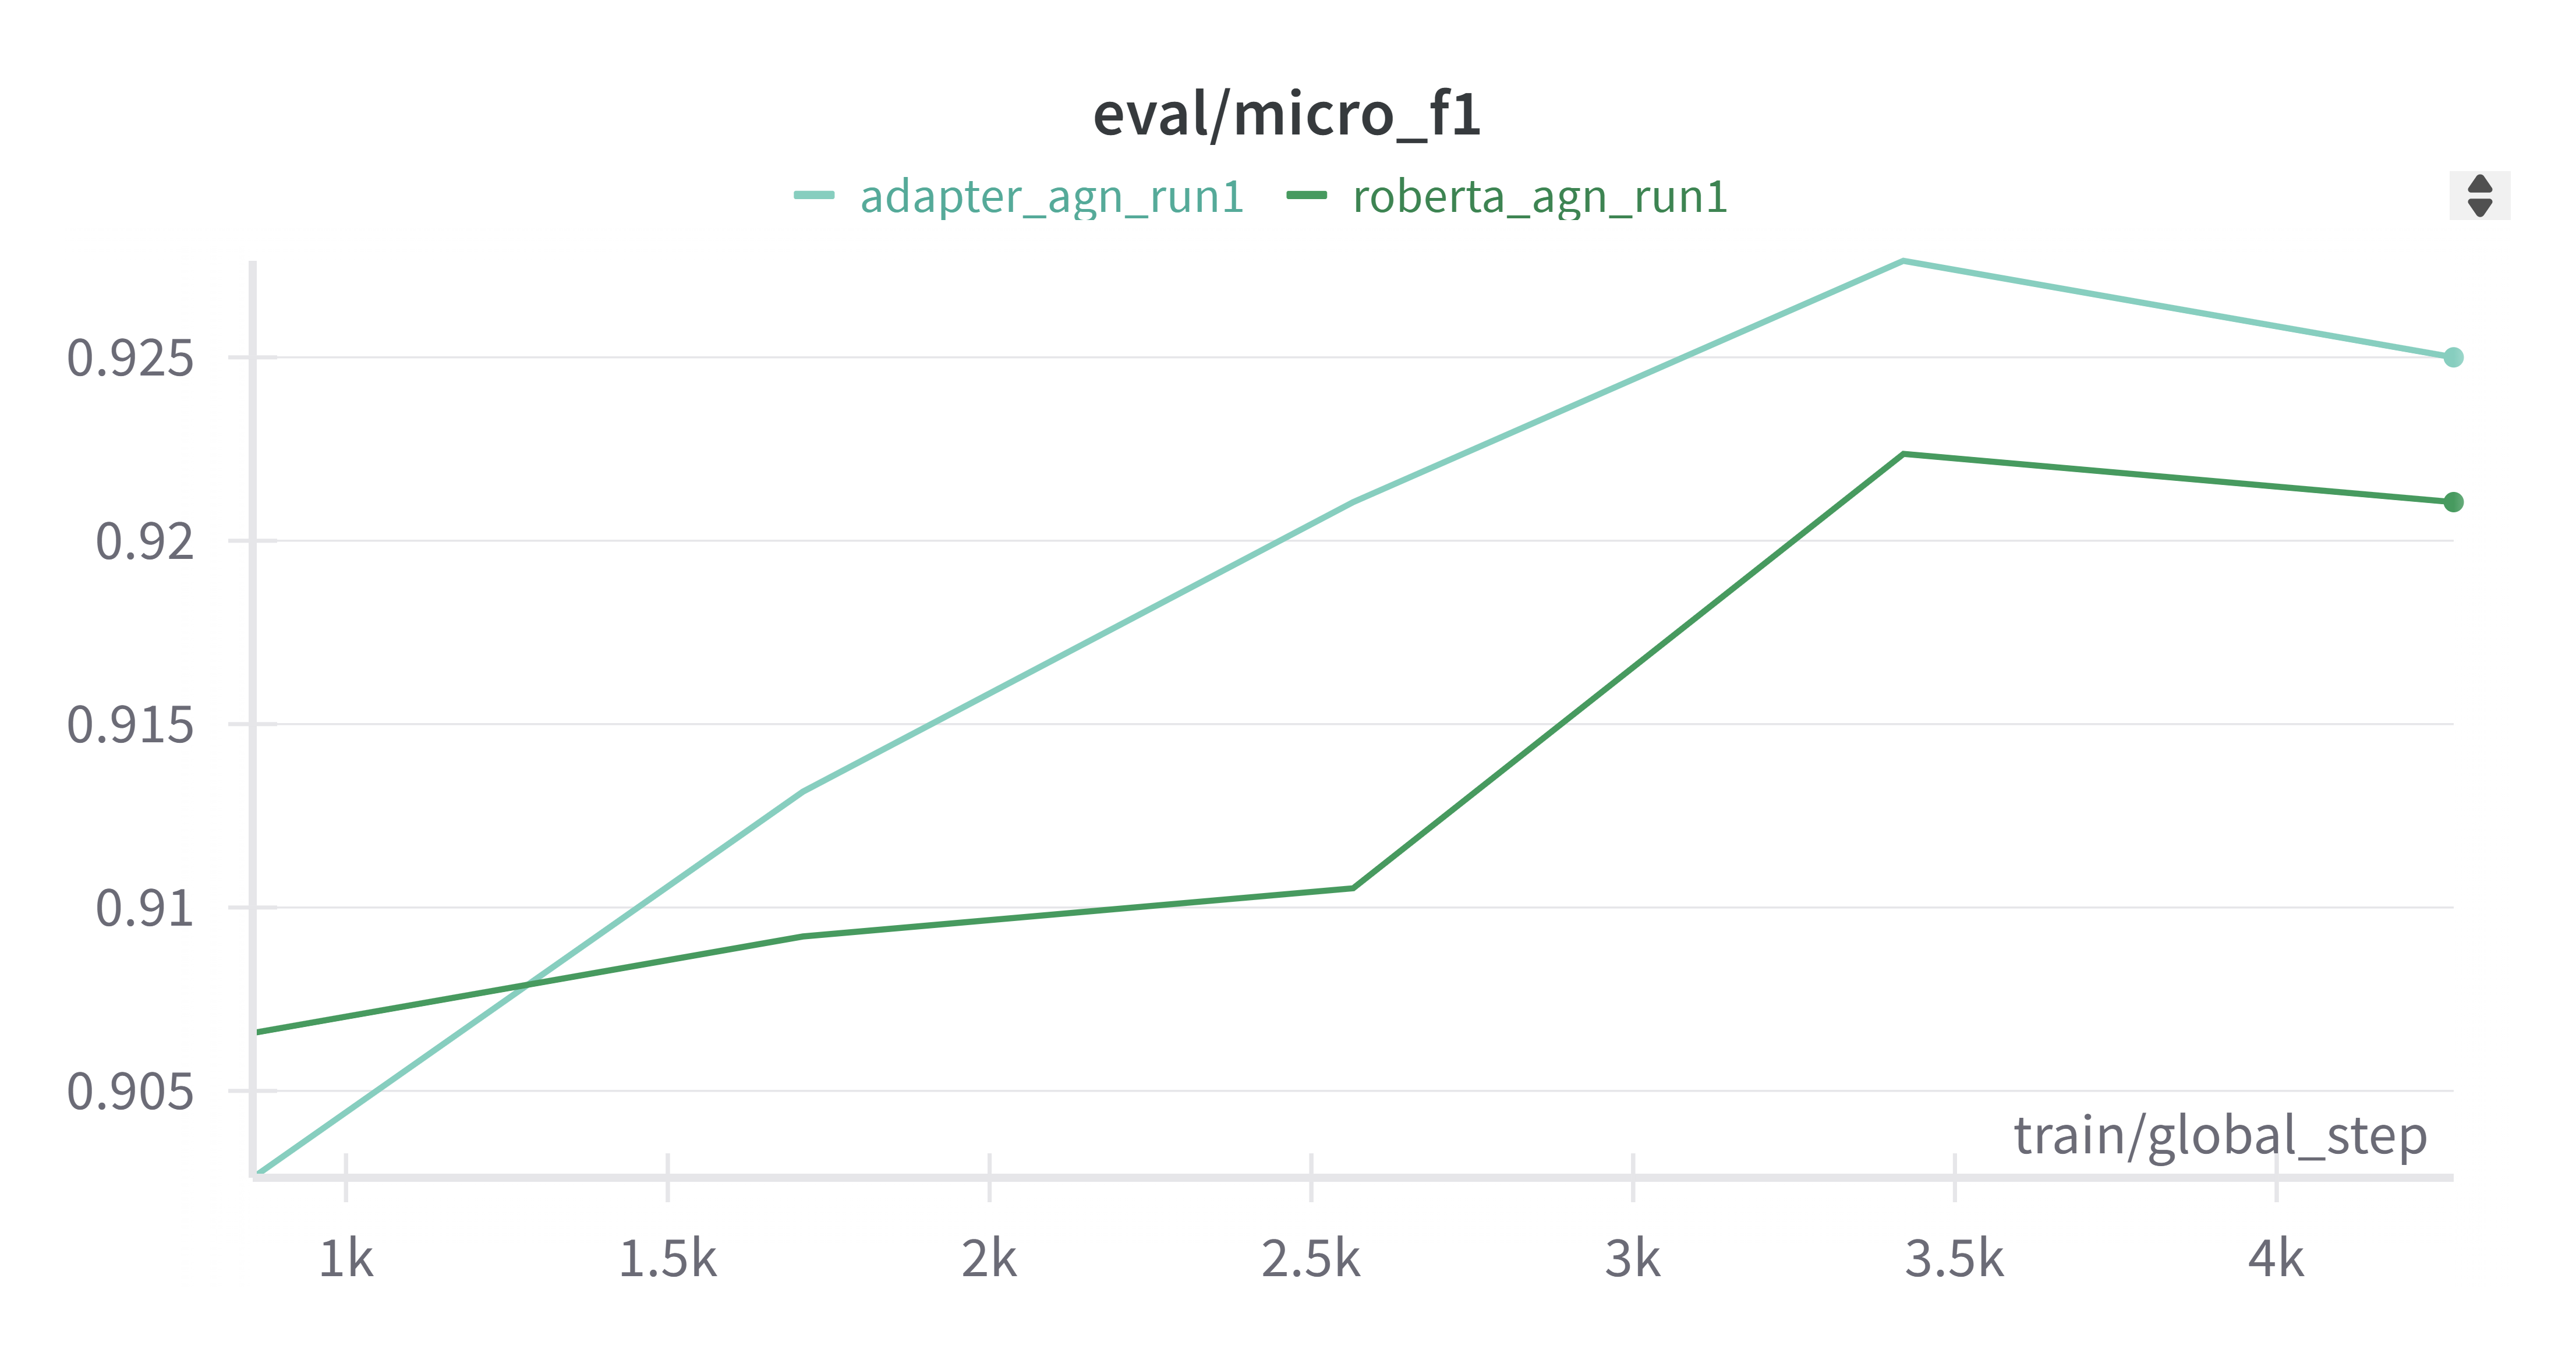 eval/micro_f1
adapter_agn_run1 roberta_agn_run1
0.925
0.92
0.915
0.91
0.905
train/global_step
1k 1.5k 2k 2.5k 3k 3.5k 4k